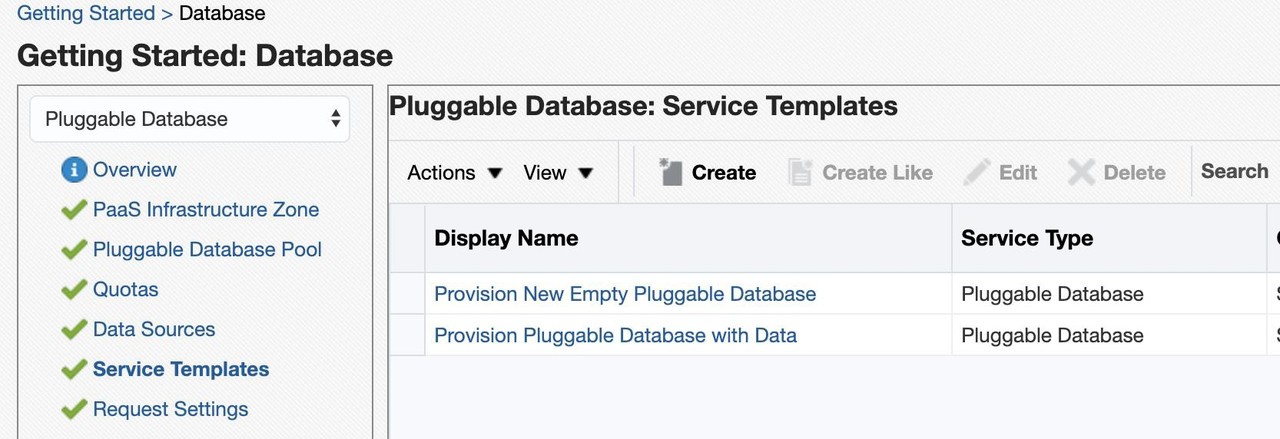 Getting Started > Database
Getting Started: Database
Pluggable Database
Overview
PaaS Infrastructure Zone
Pluggable Database Pool
Quotas
Data Sources
Service Templates
Request Settings
Pluggable Database: Service Templates
Actions View Create Create Like Edit Delete Search
Display Name Service Type
Provision New Empty Pluggable Database Pluggable Database
Provision Pluggable Database with Data Pluggable Database